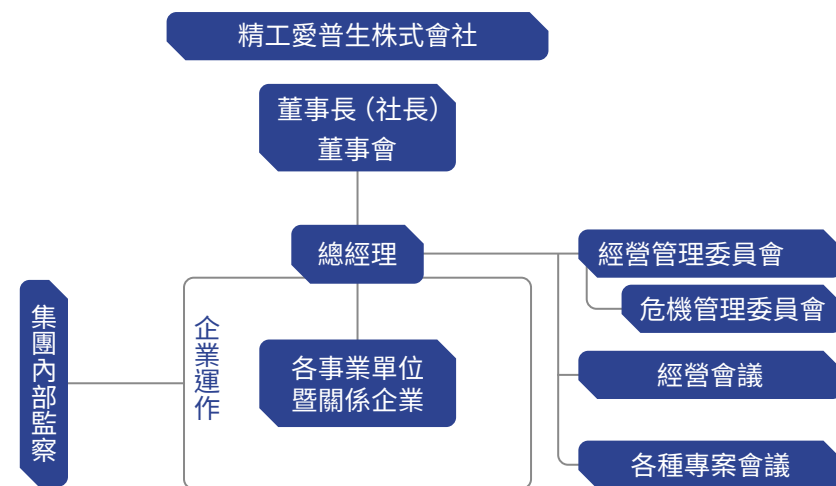 精工愛普生株式會社
董事長（社長）
董事會
總經理
經營管理委員會
危機管理委員會
集團內部監察
企業運作
各事業單位
暨關係企業
經營會議
各種專案會議